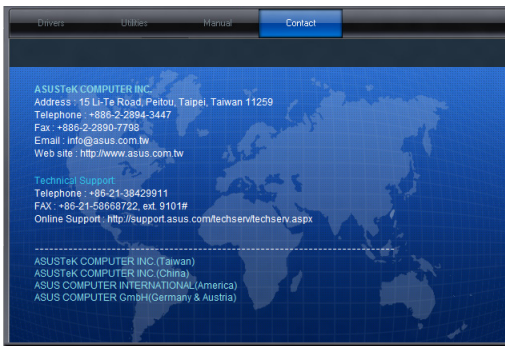 Drivers Utilities Manual Contact
ASUSTeK COMPUTER INC.
Address : 15 Li-Te Road, Peitou, Taipei, Taiwan 11259
Telephone : +886-2-2894-3447
Fax : +886-2-2890-7798
Email : info@asus.com.tw
Web site : http://www.asus.com.tw
Technical Support:
Telephone : +86-21-38429911
FAX : +86-21-58668722, ext. 9101#
Online Support : http://support.asus.com/techserv/techserv.aspx
ASUSTeK COMPUTER INC.(Taiwan)
ASUSTeK COMPUTER INC.(China)
ASUS COMPUTER INTERNATIONAL(America)
ASUS COMPUTER GmbH(Germany & Austria)